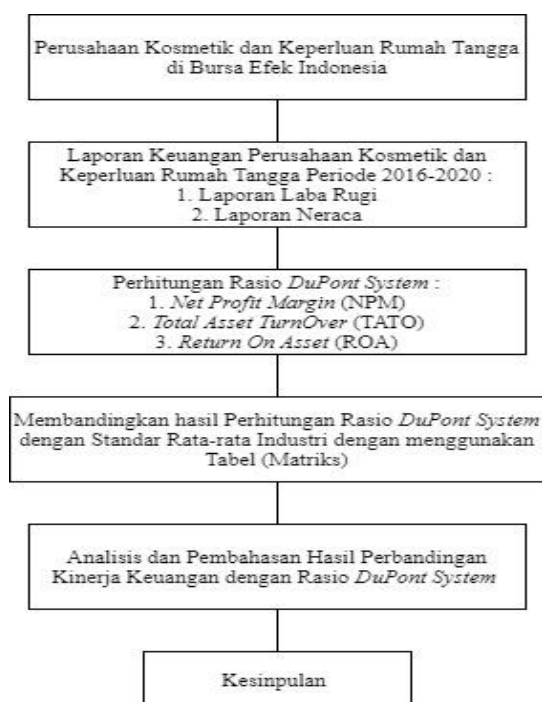 Perusahaan Kosmetik dan Keperluan Rumah Tangga
di Bursa Efek Indonesia
Laporan Keuangan Perusahaan Kosmetik dan
Keperluan Rumah Tangga Periode 2016-2020 :
1. Laporan Laba Rugi
2. Laporan Neraca
Perhitungan Rasio DuPont System :
1. Net Profit Margin (NPM)
2. Total Asset TurnOver (TATO)
3. Return On Asset (ROA)
Membandingkan hasil Perhitungan Rasio DuPont System
dengan Standar Rata-rata Industri dengan menggunakan
Tabel (Matriks)
Analisis dan Pembahasan Hasil Perbandingan
Kinerja Keuangan dengan Rasio DuPont System
Kesinpulan